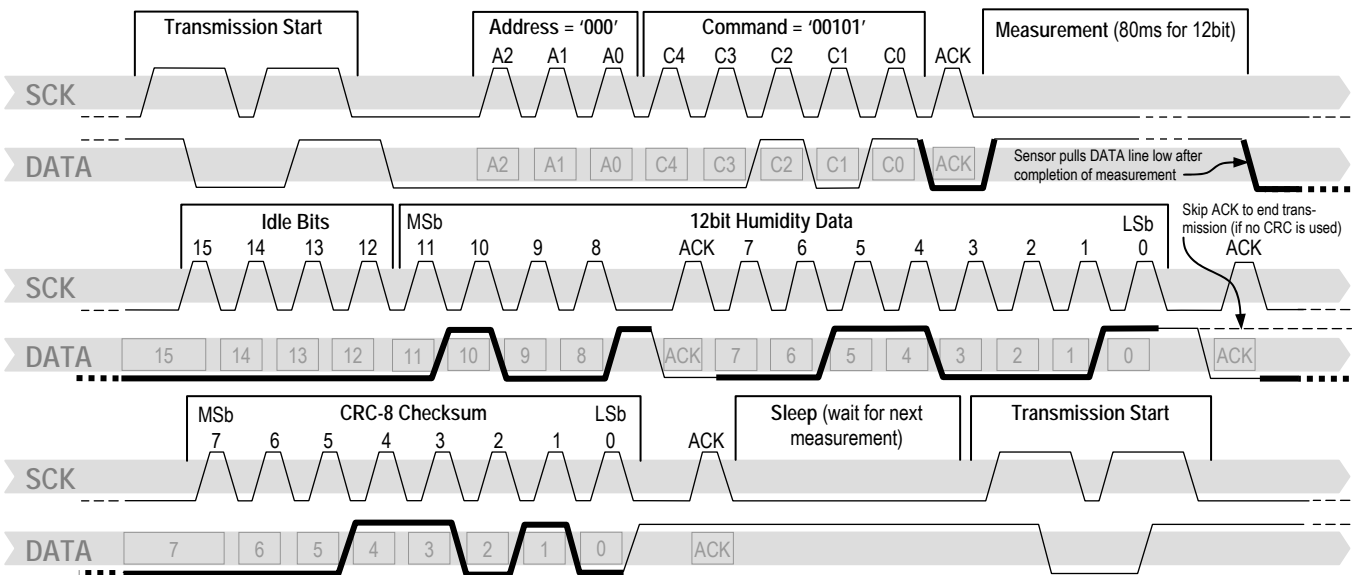 Transmission Start Address = ‘000’ Command = ‘00101’ Measurement (80ms for 12bit)
A2 A1 A0 C4 C3 C2 C1 C0 ACK
SCK
DATA A2 A1 A0 C4 C3 C2 C1 C0 ACK
Sensor pulls DATA line low after
completion of measurement
Idle Bits MSb 12bit Humidity Data LSb
Skip ACK to end trans-
mission (if no CRC is used)
15 14 13 12 11 10 9 8 ACK 7 6 5 4 3 2 1 0 ACK
SCK
DATA 15 14 13 12 11 10 9 8 ACK 7 6 5 4 3 2 1 0 ACK
MSb CRC-8 Checksum LSb Sleep (wait for next
measurement)
Transmission Start
7 6 5 4 3 2 1 0 ACK
SCK
DATA 7 6 5 4 3 2 1 0 ACK